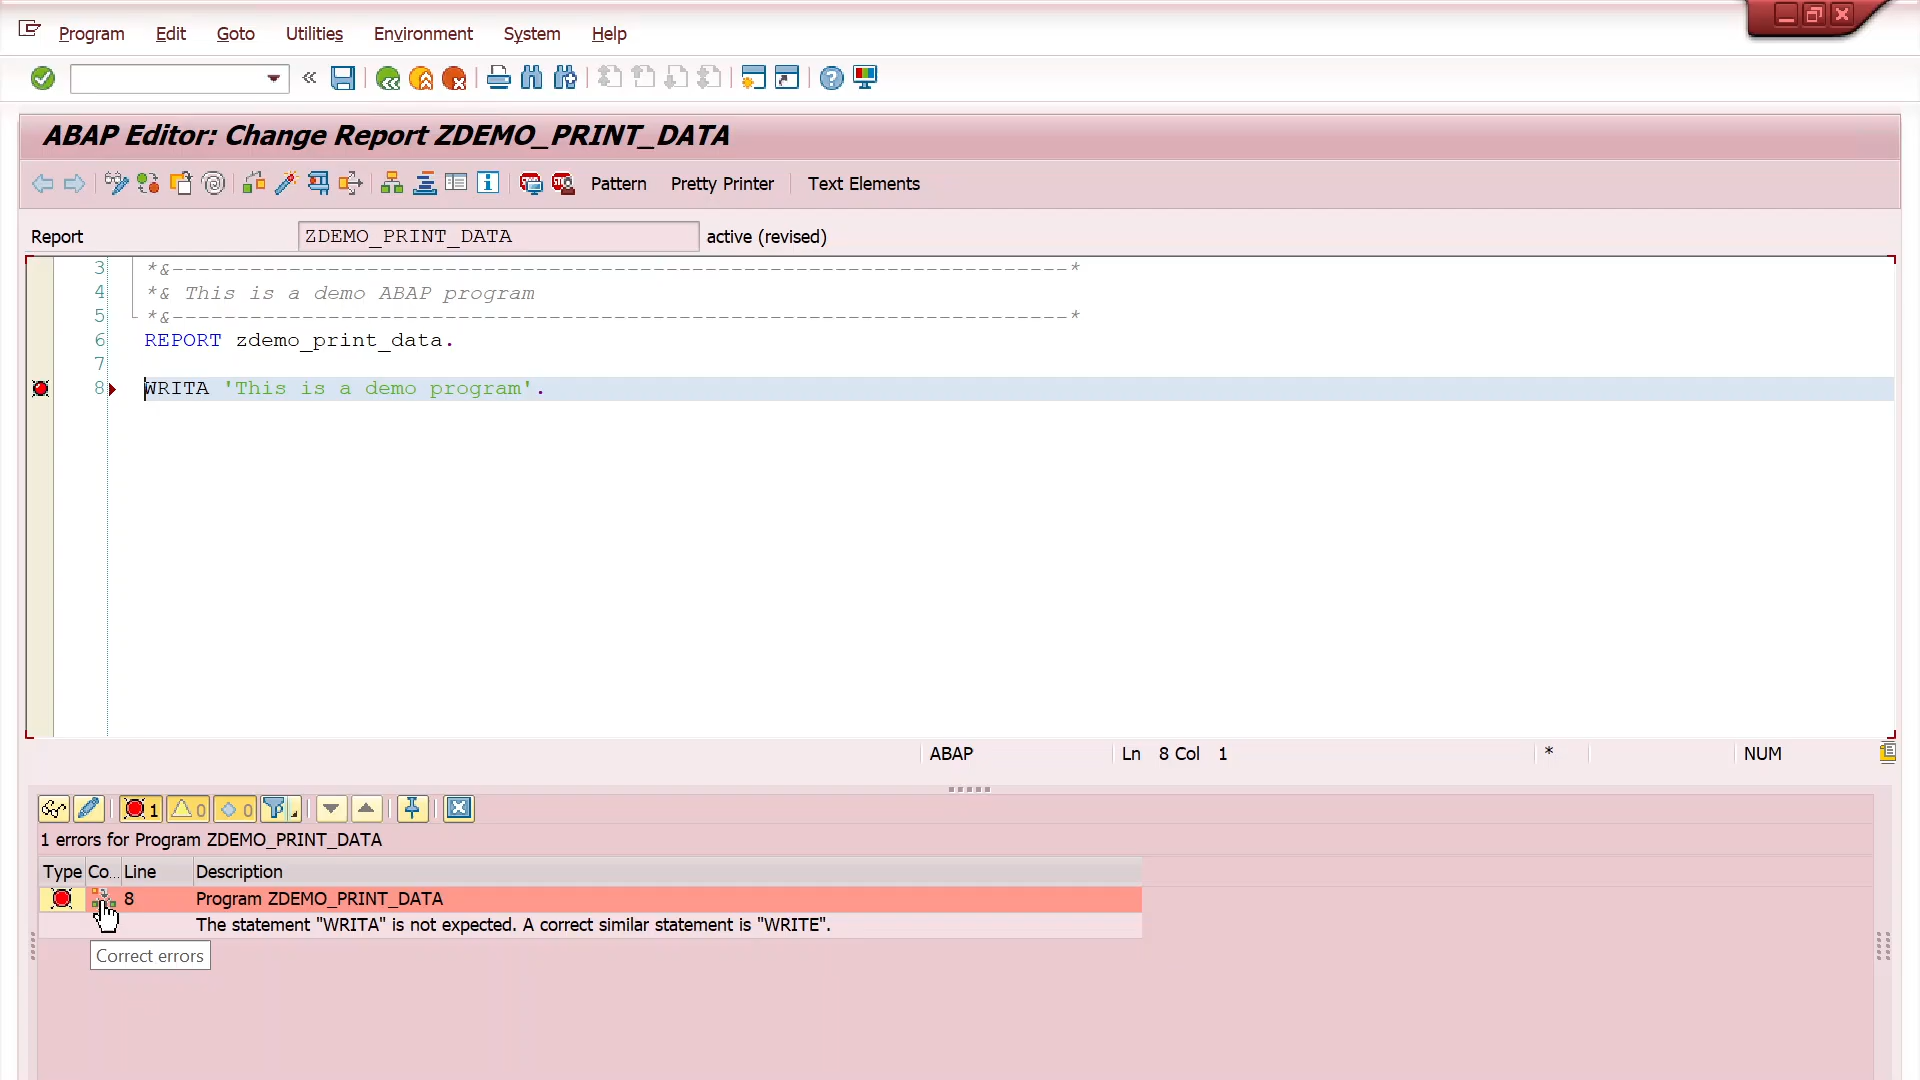 Program Edit Goto Utilities Environment System Help
ABAP Editor: Change Report ZDEMO_PRINT_DATA
Pattern Pretty Printer Text Elements
Report ZDEMO_PRINT_DATA active (revised)
3 *&---------------------------------------------------------------------*
4 *& This is a demo ABAP program
5 *&---------------------------------------------------------------------*
6 REPORT zdemo_print_data.
7
8 WRITA 'This is a demo program'.
ABAP Ln 8 Col 1 * NUM
1 0 0
1 errors for Program ZDEMO_PRINT_DATA
Type Co... Line Description
8 Program ZDEMO_PRINT_DATA
The statement "WRITA" is not expected. A correct similar statement is "WRITE".
Correct errors